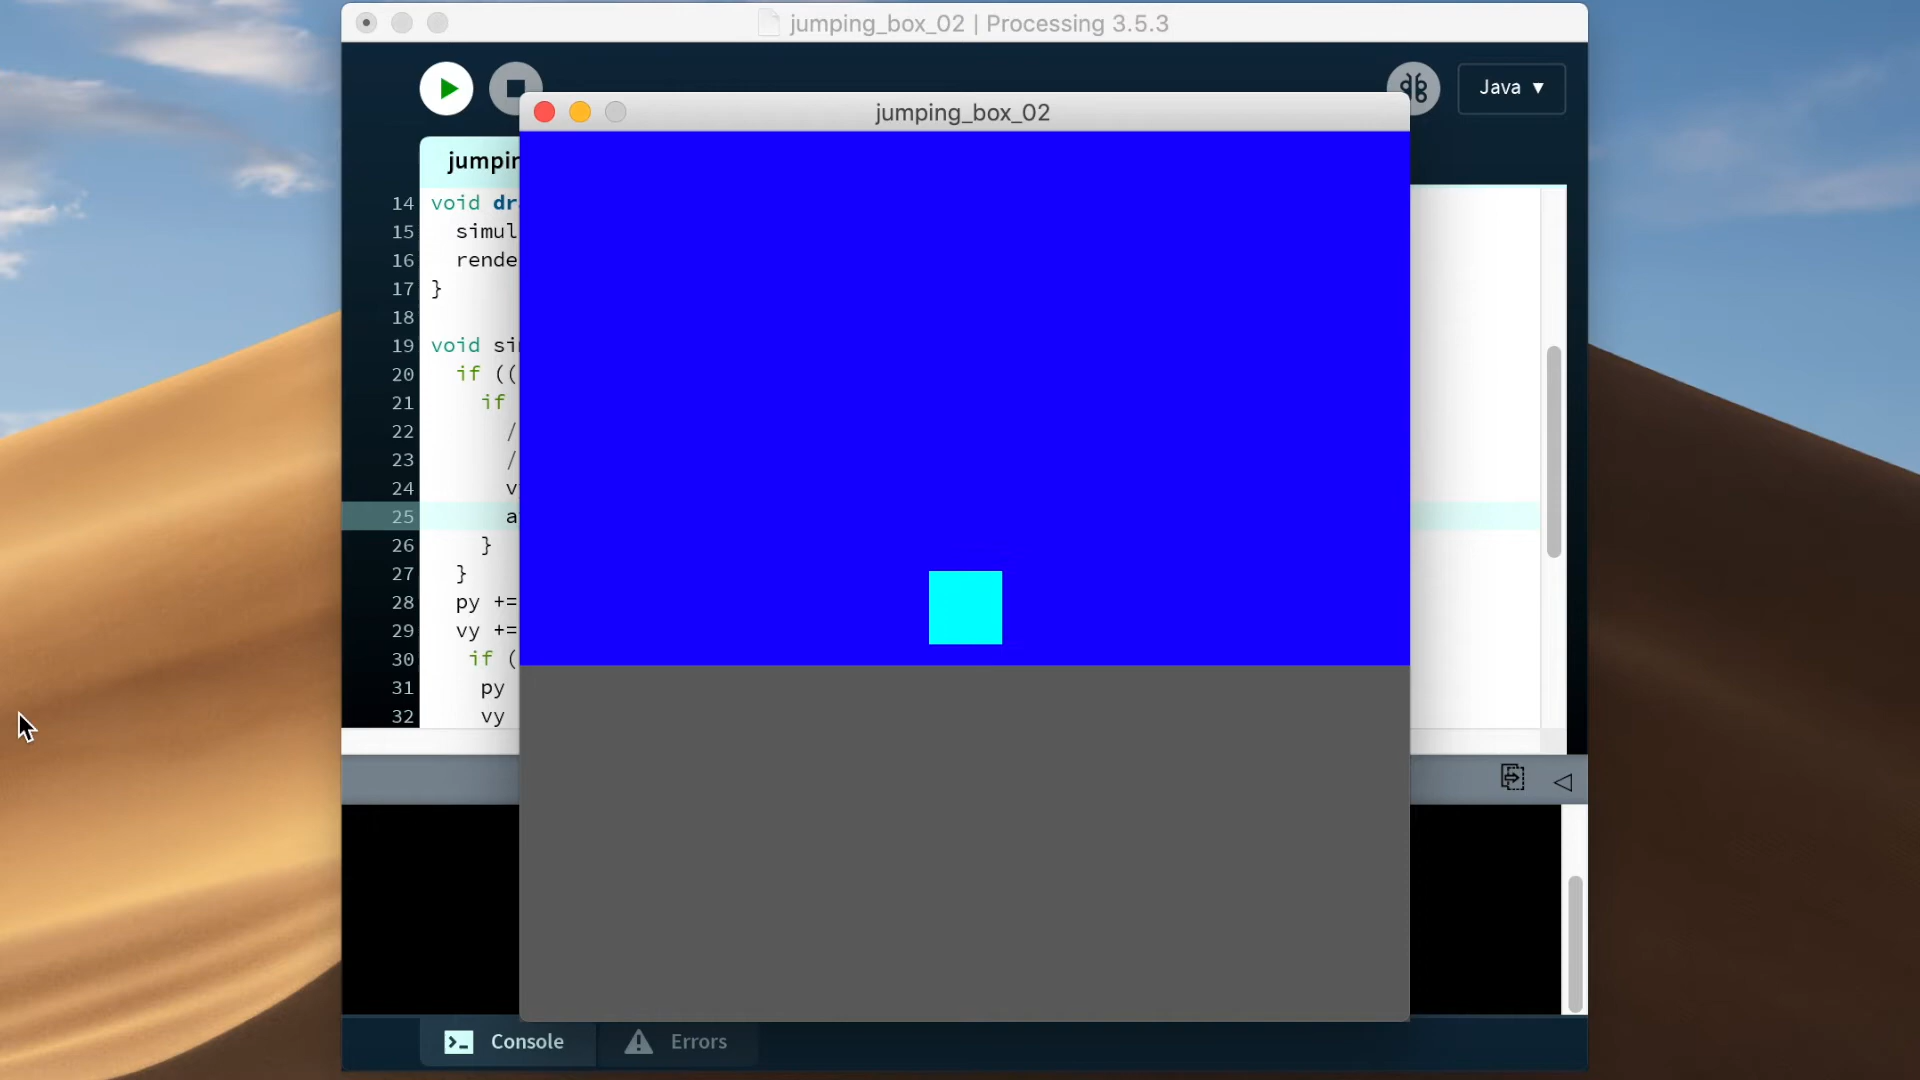 jumping_box_02 | Processing 3.5.3
Java ▼
jumping_box_02
jumpin
14 void dr
15 simul
16 rende
17 }
18
19 void si
20 if ((
21 if
22 /
23 /
24 v
25 a
26 }
27 }
28 py +=
29 vy +=
30 if (
31 py
32 vy
Console
Errors